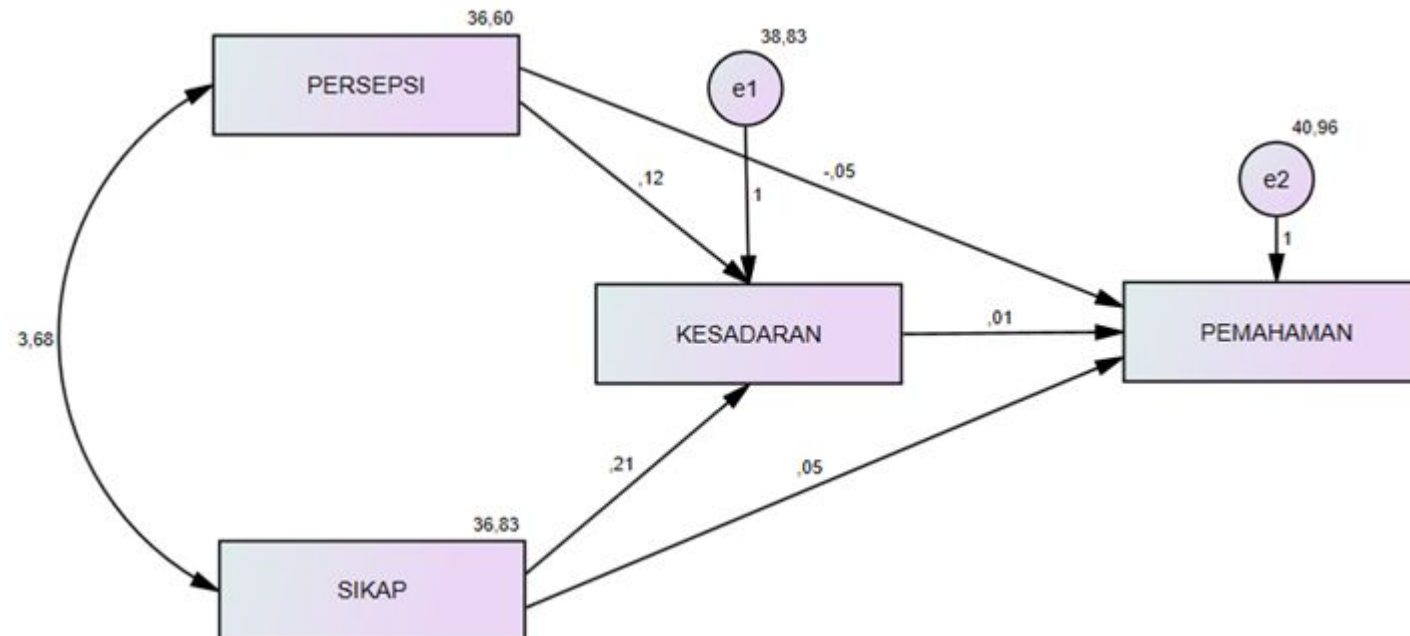 36,60
PERSEPSI
38,83
e1
40,96
e2
,12
1
-,05
1
3,68
KESADARAN
,01
PEMAHAMAN
,21
,05
36,83
SIKAP